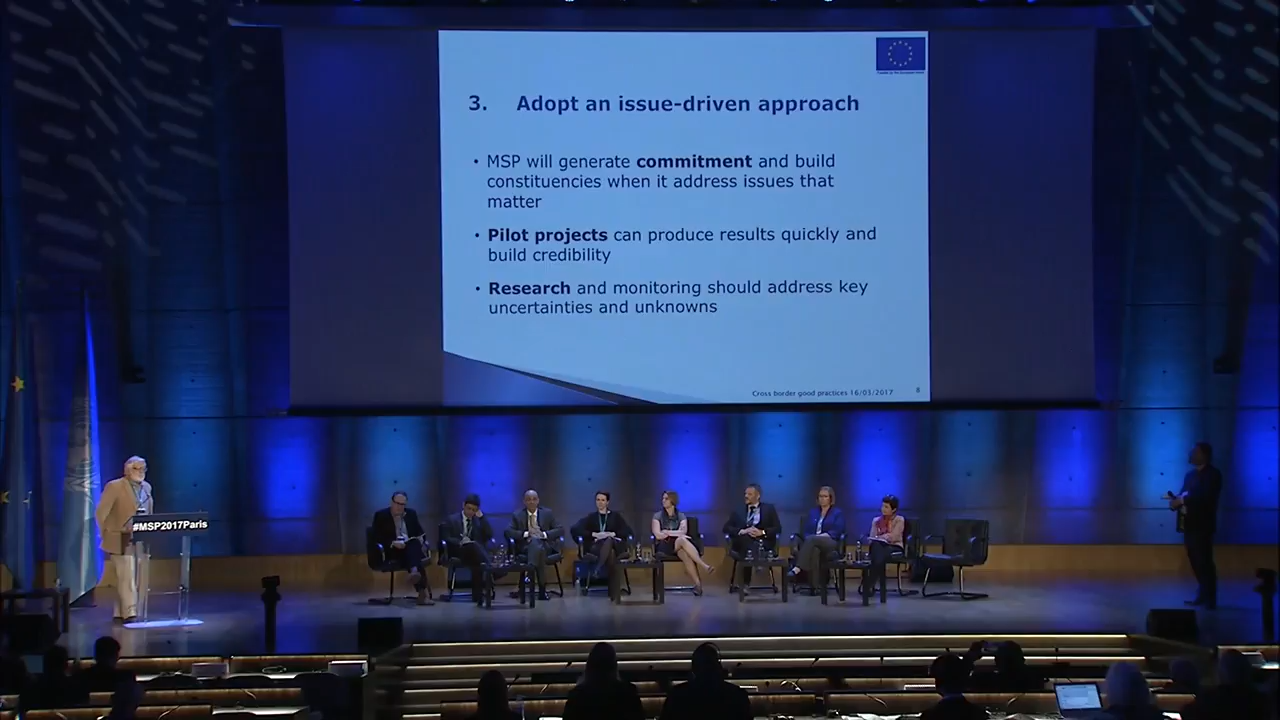 3. Adopt an issue-driven approach
• MSP will generate commitment and build
constituencies when it address issues that
matter
• Pilot projects can produce results quickly and
build credibility
• Research and monitoring should address key
uncertainties and unknowns
Cross border good practices 16/03/2017
8
#MSP2017Paris